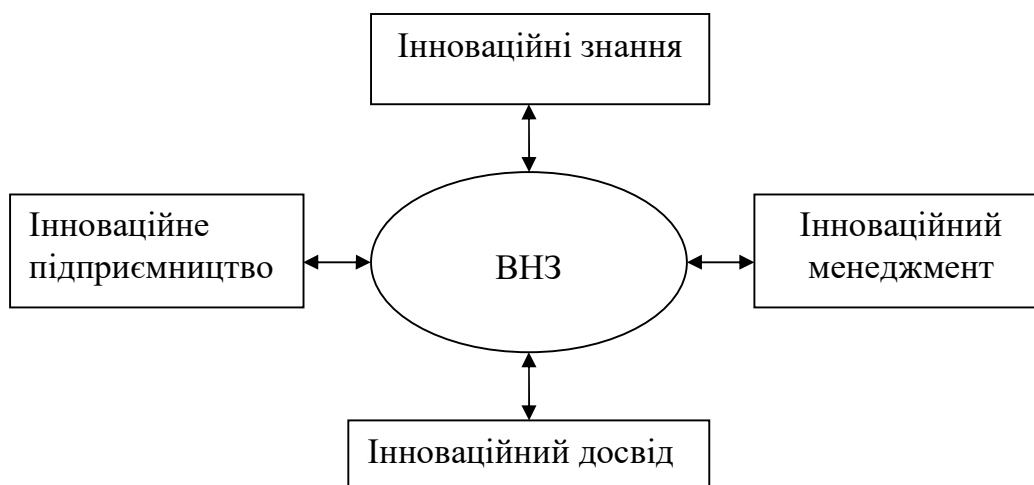 Інноваційні знання
Інноваційне
підприємництво
ВНЗ
Інноваційний
менеджмент
Інноваційний досвід